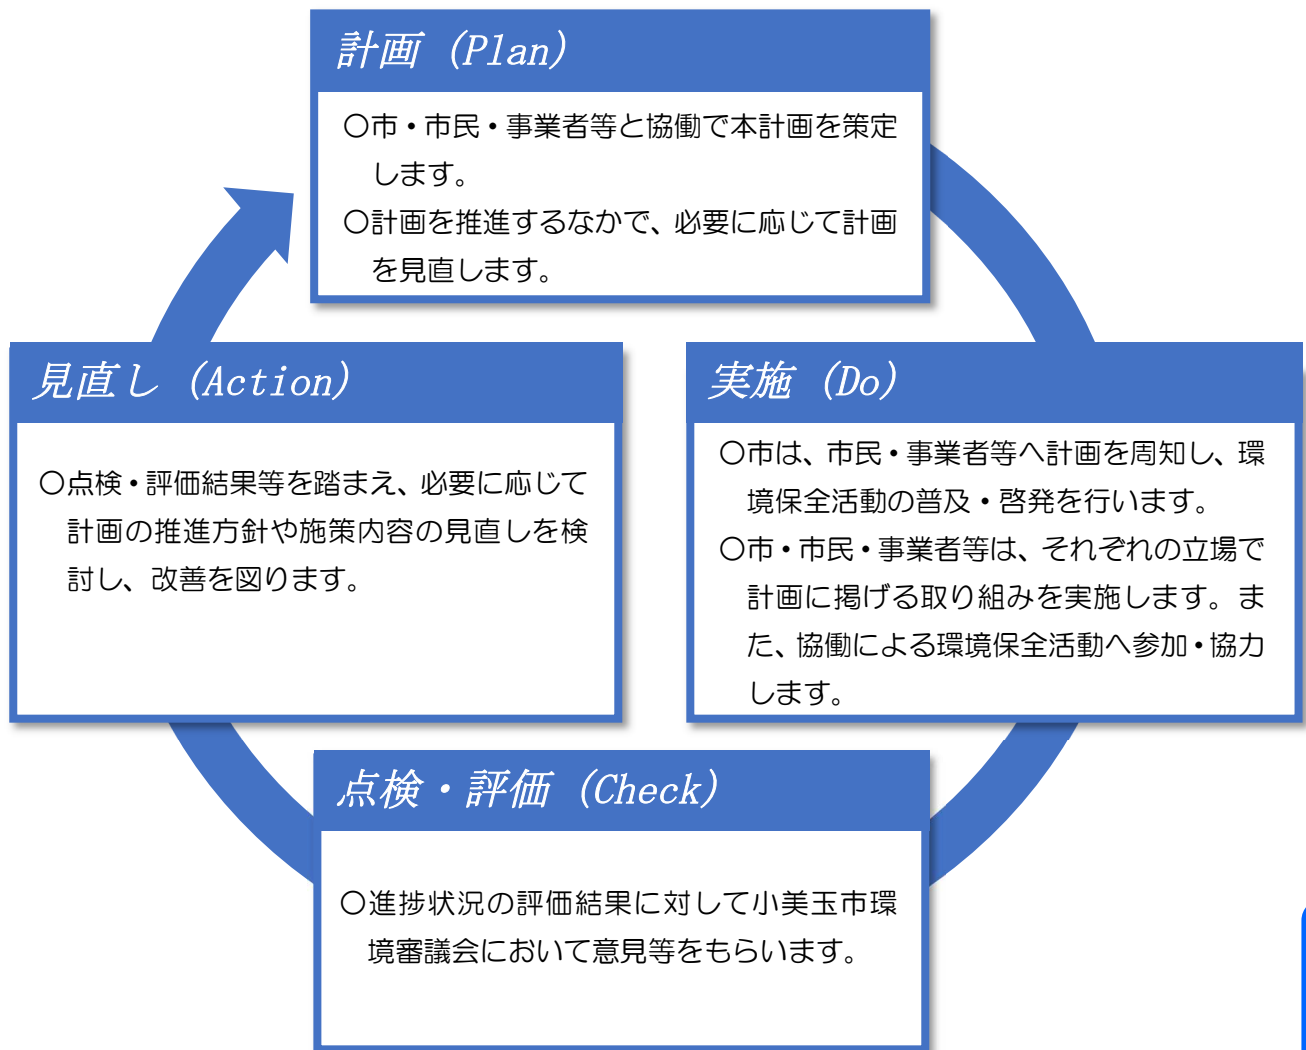 計画 (Plan)
○市・市民・事業者等と協働で本計画を策定
します。
○計画を推進するなかで、必要に応じて計画
を見直します。
見直し (Action)
○点検・評価結果等を踏まえ、必要に応じて
計画の推進方針や施策内容の見直しを検
討し、改善を図ります。
実施 (Do)
○市は、市民・事業者等へ計画を周知し、環
境保全活動の普及・啓発を行います。
○市・市民・事業者等は、それぞれの立場で
計画に掲げる取り組みを実施します。ま
た、協働による環境保全活動へ参加・協力
します。
点検・評価 (Check)
○進捗状況の評価結果に対して小美玉市環
境審議会において意見等をもらいます。